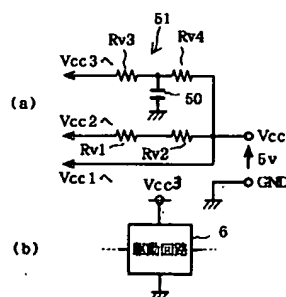 51
Rv3
Rv4
Vcc3へ
50
(a)
Vcc2へ
Rv1
Rv2
Vcc
Vcc1へ
5v
GND
Vcc3
(b)
6
駆動回路